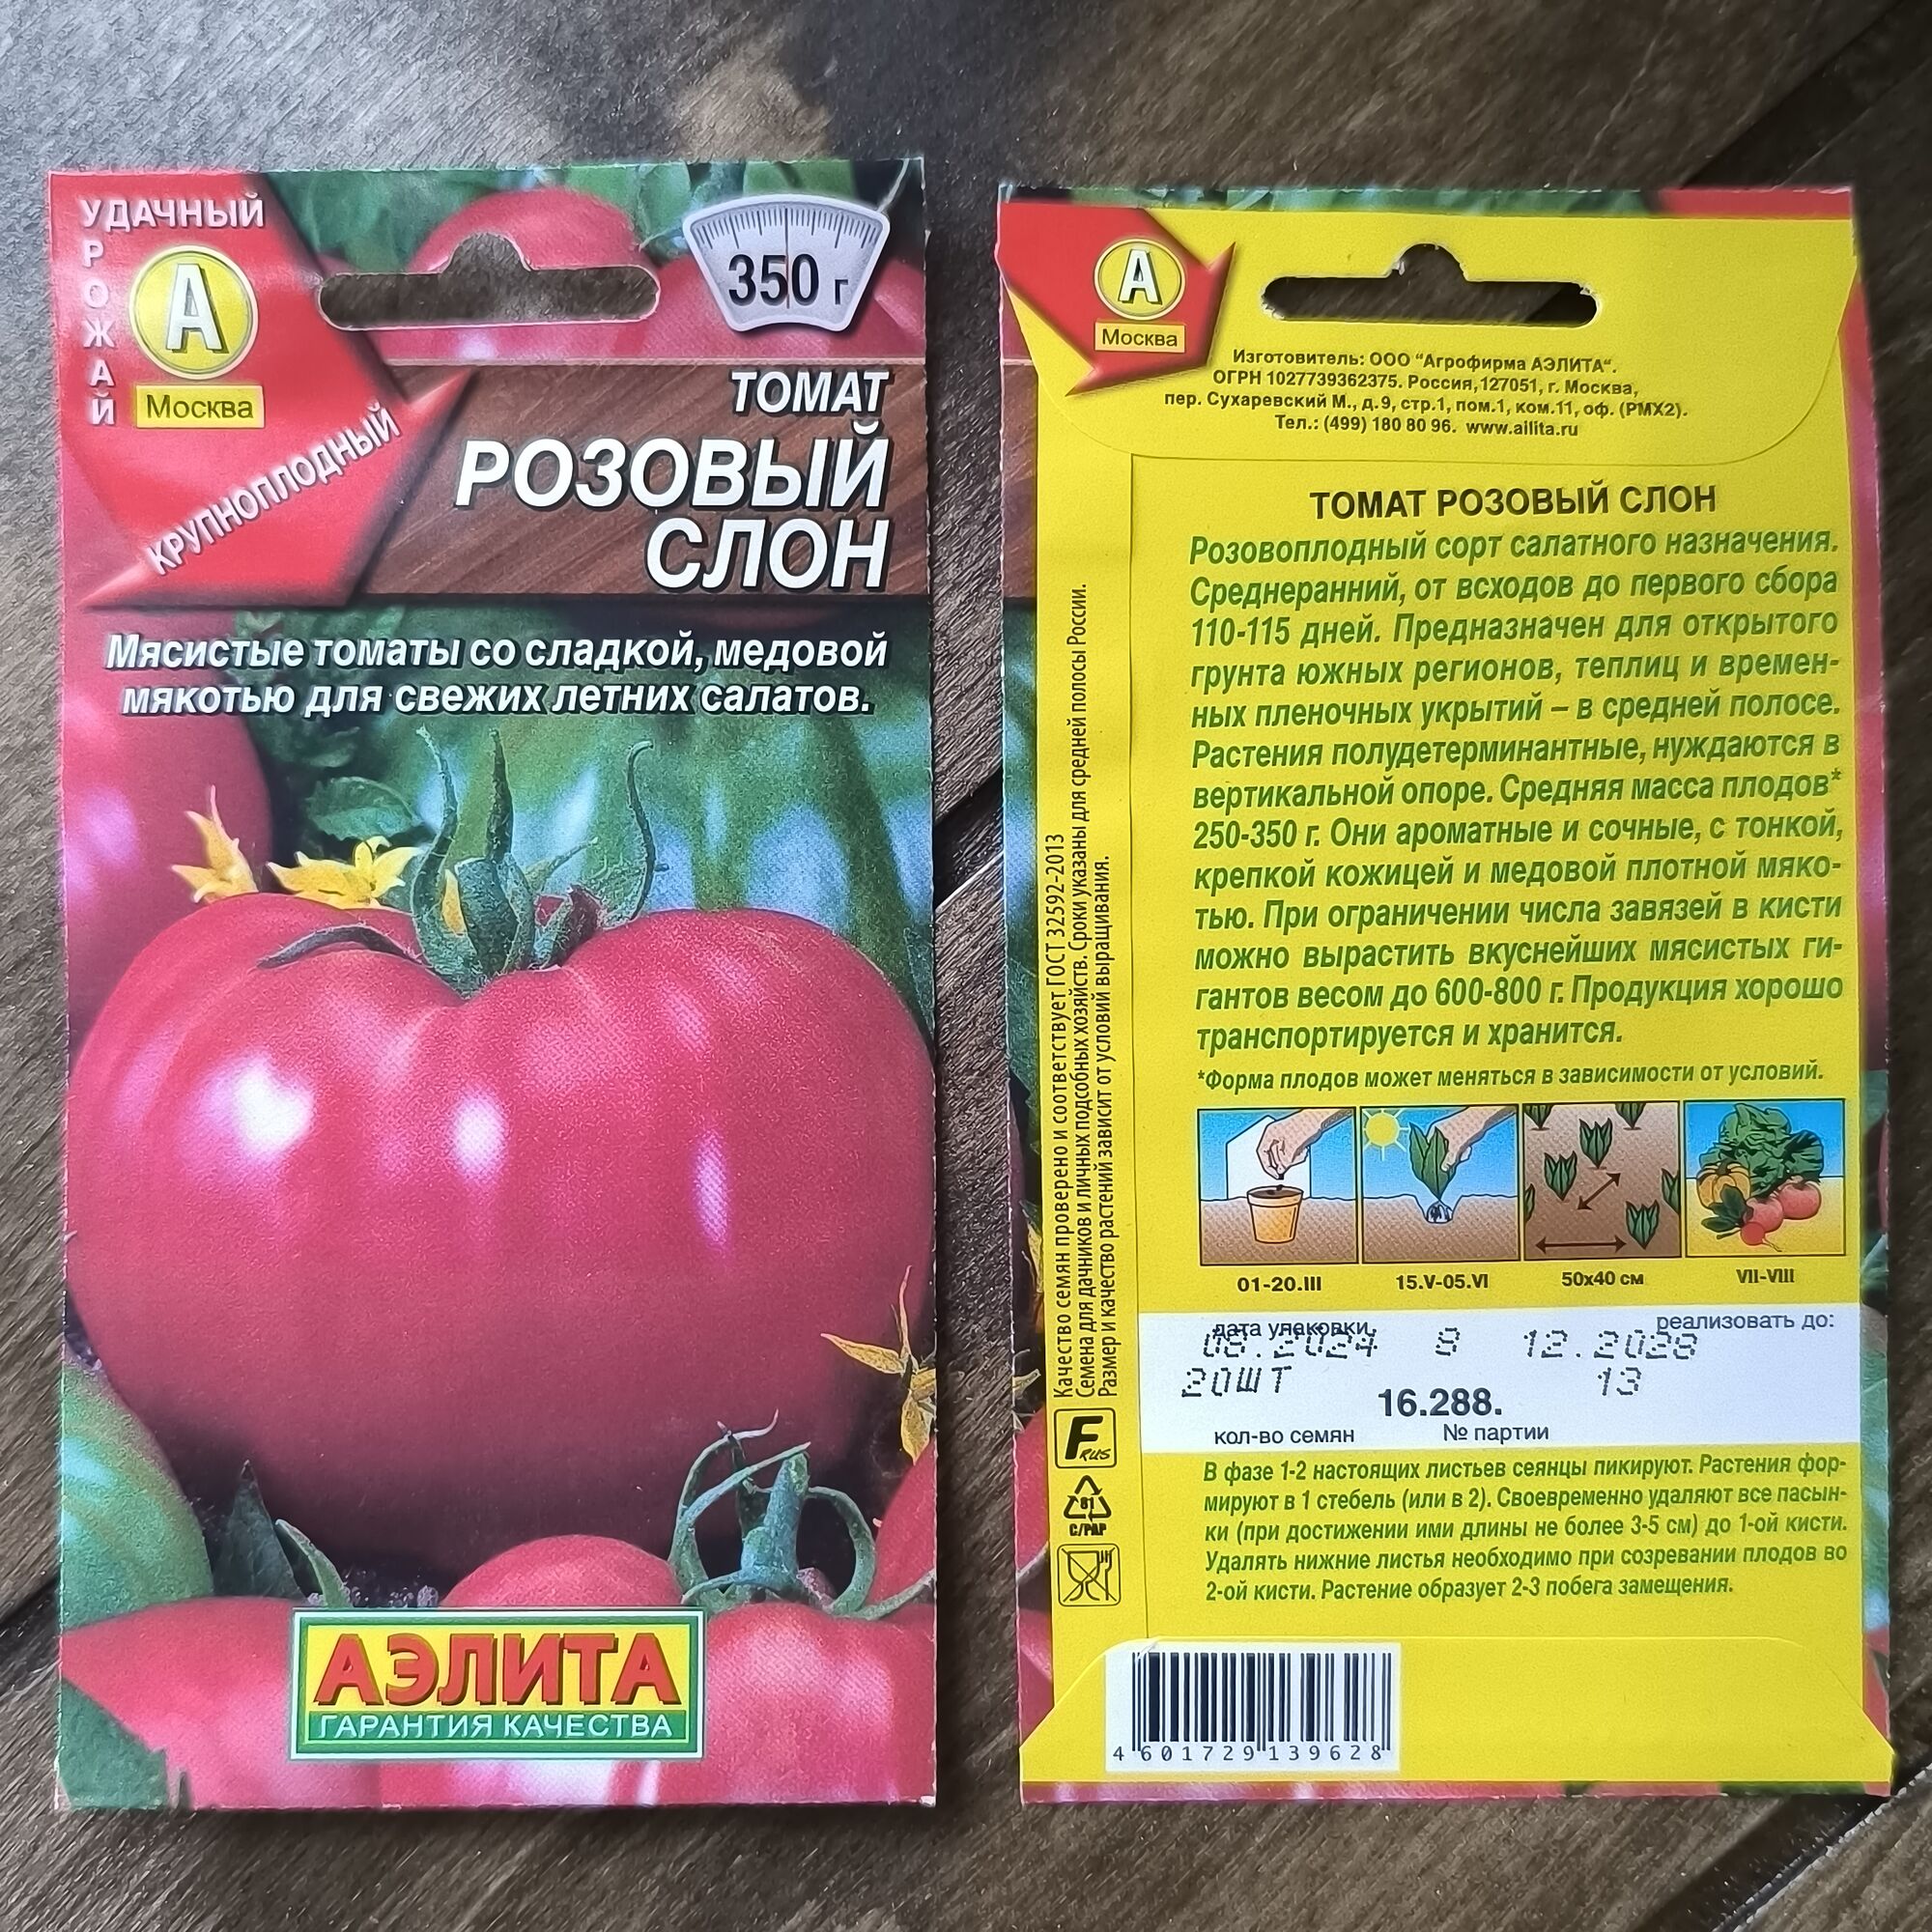 УДАЧНЫЙ
РОЖАЙ
А
Москва
КРУПНОПЛОДНЫЙ
350 г
ТОМАТ
РОЗОВЫЙ
СЛОН
Мясистые томаты со сладкой, медовой
мякотью для свежих летних салатов.
АЭЛИТА
ГАРАНТИЯ КАЧЕСТВА
А
Москва
Изготовитель: ООО "Агрофирма АЭЛИТА".
ОГРН 1027739362375. Россия,127051, г. Москва,
пер. Сухаревский М., д.9, стр.1, пом.1, ком.11, оф. (РМХ2).
Тел.: (499) 180 80 96. www.ailita.ru
ТОМАТ РОЗОВЫЙ СЛОН
Розовоплодный сорт салатного назначения.
Среднеранний, от всходов до первого сбора
110-115 дней. Предназначен для открытого
грунта южных регионов, теплиц и времен-
ных пленочных укрытий – в средней полосе.
Растения полудетерминантные, нуждаются в
вертикальной опоре. Средняя масса плодов*
250-350 г. Они ароматные и сочные, с тонкой,
крепкой кожицей и медовой плотной мяко-
тью. При ограничении числа завязей в кисти
можно вырастить вкуснейших мясистых ги-
гантов весом до 600-800 г. Продукция хорошо
транспортируется и хранится.
*Форма плодов может меняться в зависимости от условий.
01-20.III 15.V-05.VI 50х40 см VII-VIII
дата упаковки реализовать до:
08.2024 8 12.2028
20ШТ 13
16.288.
кол-во семян № партии
В фазе 1-2 настоящих листьев сеянцы пикируют. Растения фор-
мируют в 1 стебель (или в 2). Своевременно удаляют все пасын-
ки (при достижении ими длины не более 3-5 см) до 1-ой кисти.
Удалять нижние листья необходимо при созревании плодов во
2-ой кисти. Растение образует 2-3 побега замещения.
Качество семян проверено и соответствует ГОСТ 32592-2013
Семена для дачников и личных подсобных хозяйств. Сроки указаны для средней полосы России.
Размер и качество растений зависит от условий выращивания.
F RUS
81
C/PAP
4 601729 139628